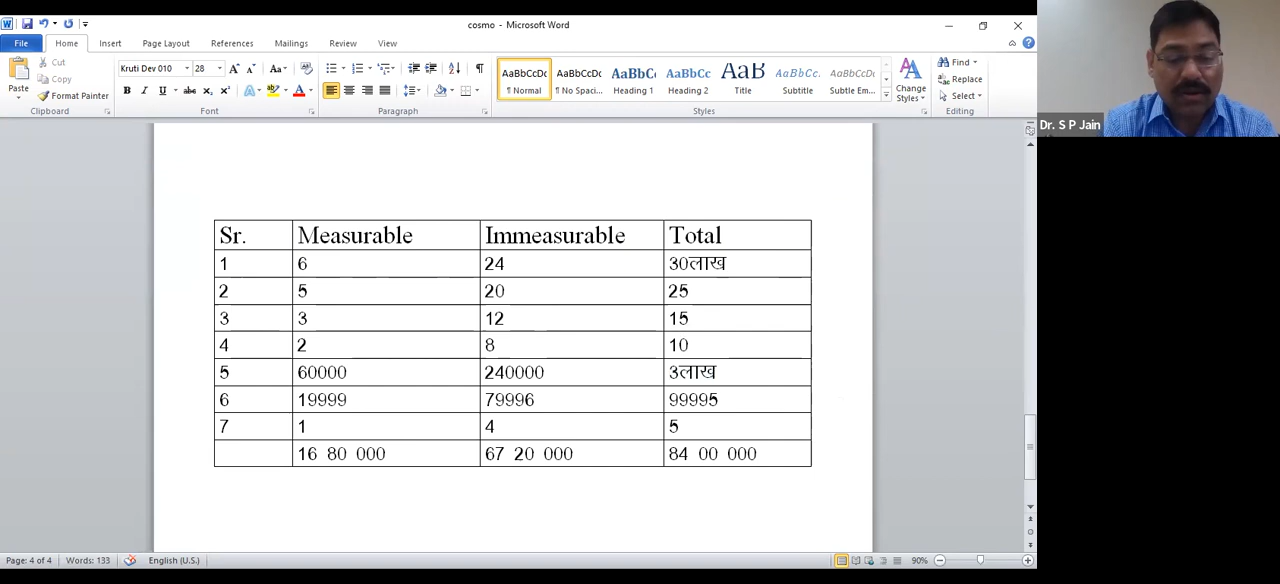 cosmo - Microsoft Word
File Home Insert Page Layout References Mailings Review View
Cut
Copy
Format Painter
Paste
Clipboard
Kruti Dev 010 28
Font
Paragraph
AaBbCcDc AaBbCcDc AaBbCc AaBbCc AaB AaBbCc. AaBbCcDc
¶ Normal ¶ No Spaci... Heading 1 Heading 2 Title Subtitle Subtle Em...
Change Styles
Styles
Find
Replace
Select
Editing
Dr. S P Jain
Sr. Measurable Immeasurable Total
1 6 24 30लाख
2 5 20 25
3 3 12 15
4 2 8 10
5 60000 240000 3लाख
6 19999 79996 99995
7 1 4 5
16 80 000 67 20 000 84 00 000
Page: 4 of 4 Words: 133 English (U.S.) 90%